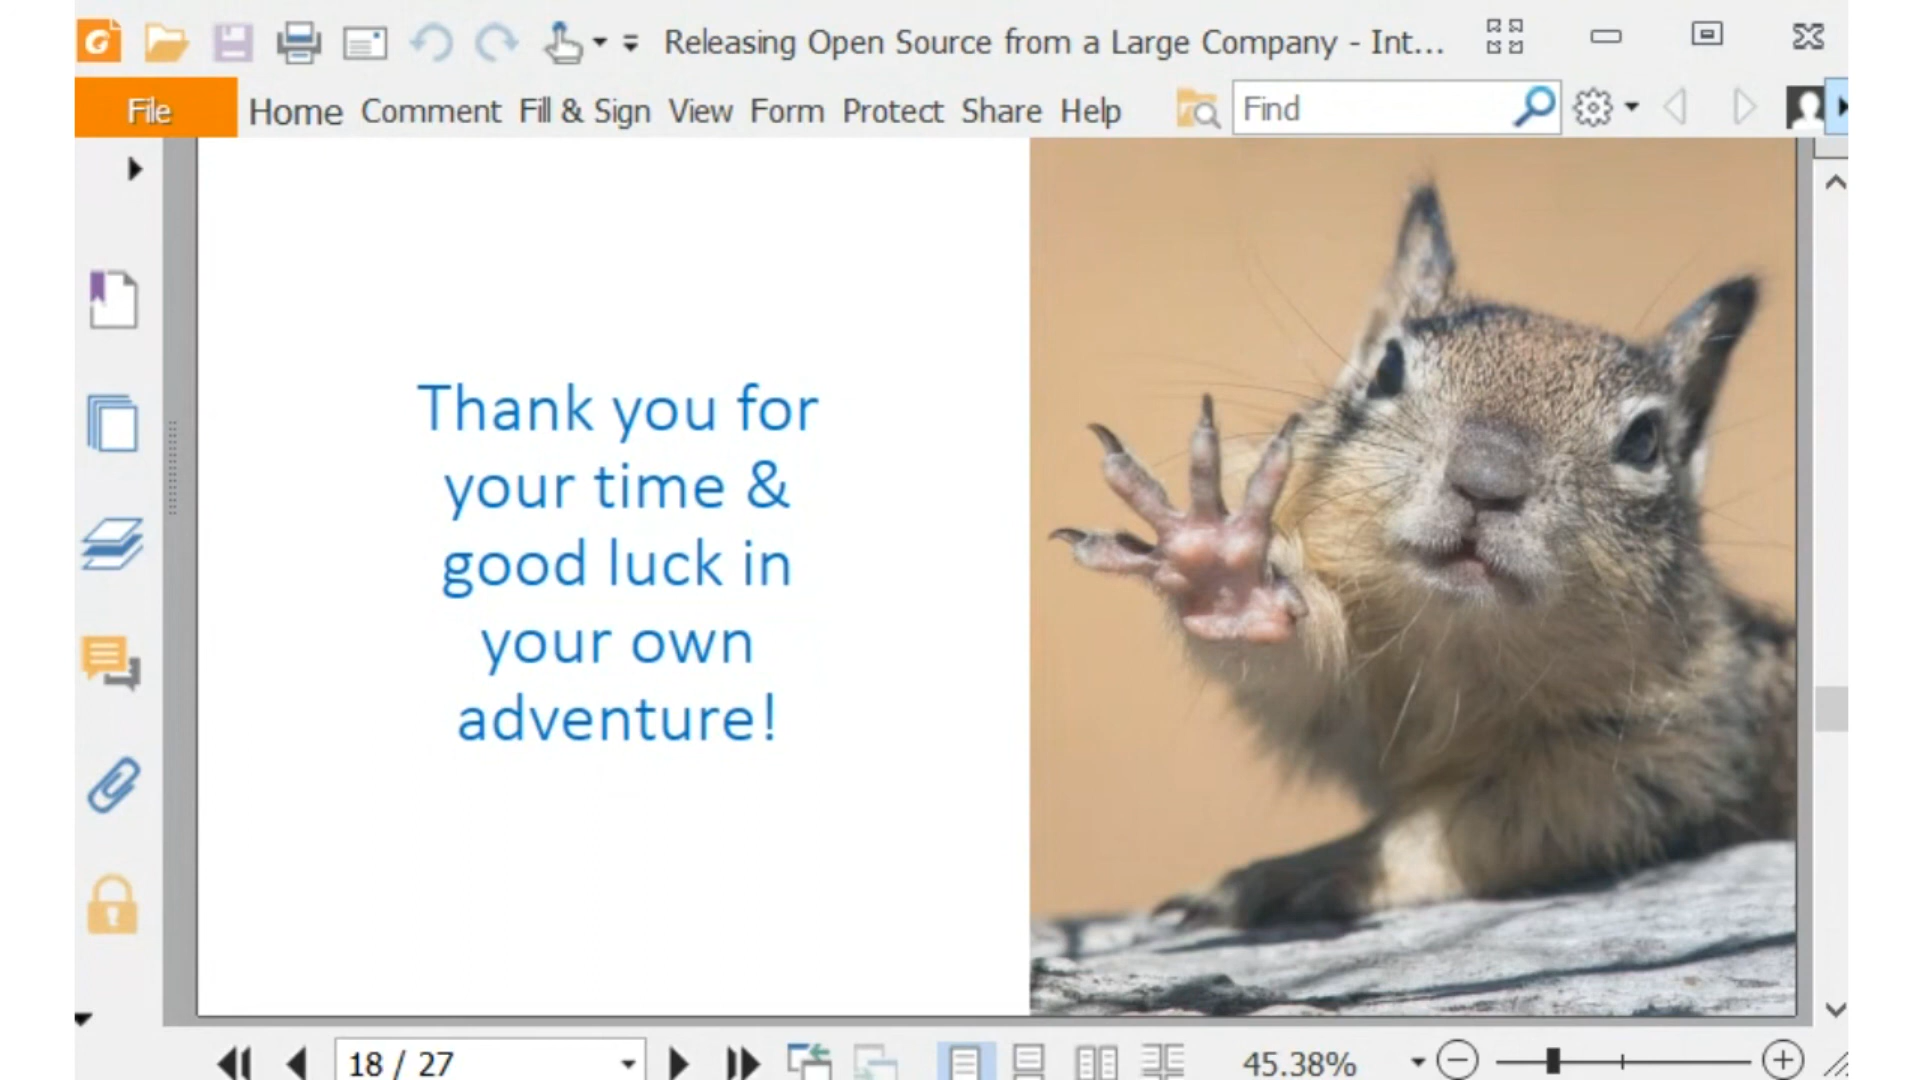 Releasing Open Source from a Large Company - Int...
File Home Comment Fill & Sign View Form Protect Share Help Find
Thank you for
your time &
good luck in
your own
adventure!
18 / 27 45.38%